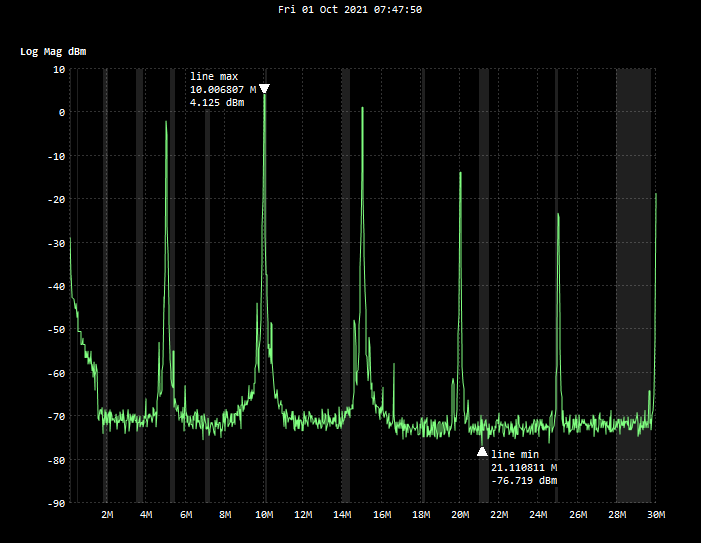 Fri 01 Oct 2021 07:47:50
Log Mag dBm
line max
10.006807 M
4.125 dBm
10
0
-10
-20
-30
-40
-50
-60
-70
-80
-90
line min
21.110811 M
-76.719 dBm
2M 4M 6M 8M 10M 12M 14M 16M 18M 20M 22M 24M 26M 28M 30M